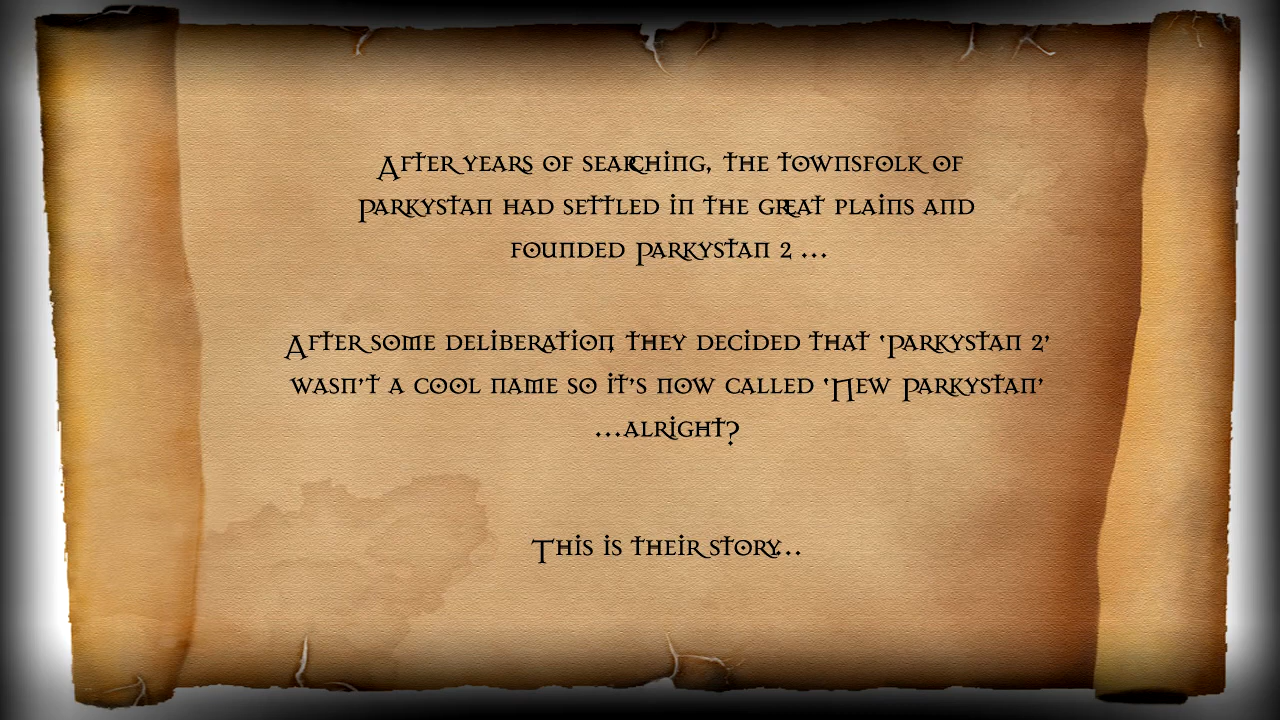 After years of searching, the townsfolk of
Parkystan had settled in the great plains and
founded Parkystan 2 ...
After some deliberation, they decided that 'Parkystan 2'
wasn't a cool name so it's now called 'New Parkystan'
...alright?
This is their story...